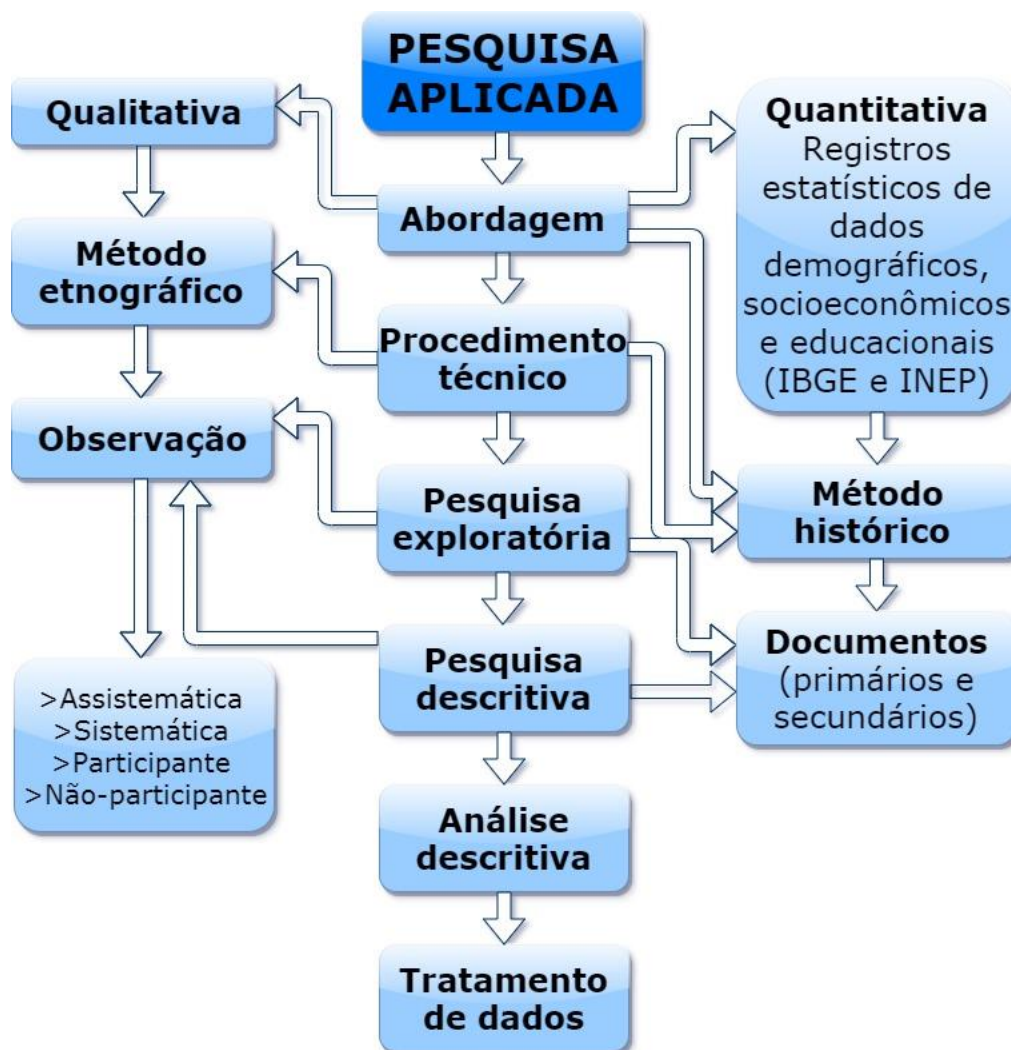 PESQUISA
APLICADA
Qualitativa
Quantitativa
Registros
estatísticos de
dados
demográficos,
socioeconômicos
e educacionais
(IBGE e INEP)
Abordagem
Método
etnográfico
Procedimento
técnico
Observação
Pesquisa
exploratória
Método
histórico
>Assistemática
>Sistemática
>Participante
>Não-participante
Pesquisa
descritiva
Documentos
(primários e
secundários)
Análise
descritiva
Tratamento
de dados